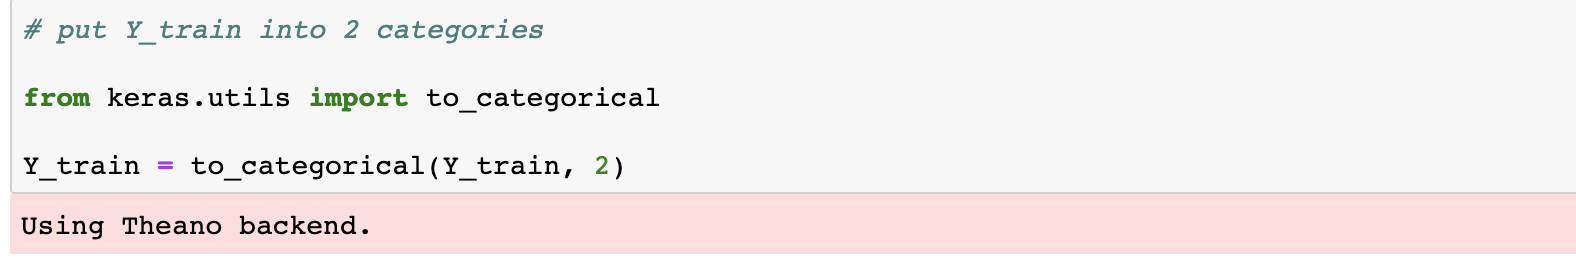 # put Y_train into 2 categories
from keras.utils import to_categorical
Y_train = to_categorical(Y_train, 2)
Using Theano backend.